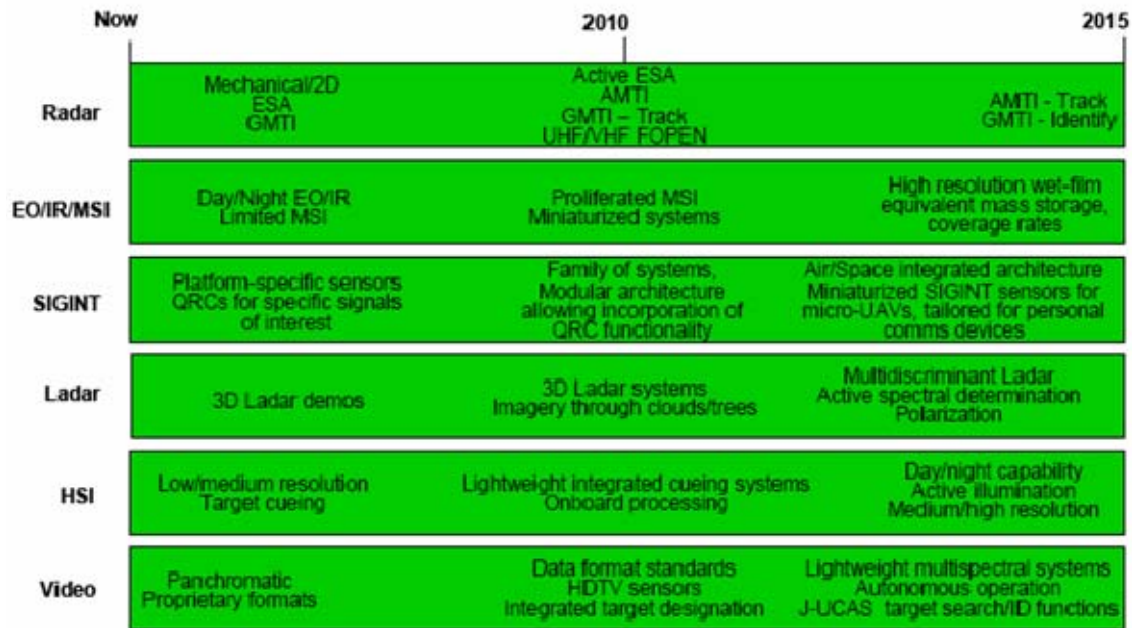 Now 2010 2015
Radar
Mechanical/2D
ESA
GMTI
Active ESA
AMTI
GMTI – Track
UHF/VHF FOPEN
AMTI - Track
GMTI - Identify
EO/IR/MSI
Day/Night EO/IR
Limited MSI
Proliferated MSI
Miniaturized systems
High resolution wet-film
equivalent mass storage,
coverage rates
SIGINT
Platform-specific sensors
QRCs for specific signals
of interest
Family of systems,
Modular architecture
allowing incorporation of
QRC functionality
Air/Space integrated architecture
Miniaturized SIGINT sensors for
micro-UAVs, tailored for personal
comms devices
Ladar
3D Ladar demos
3D Ladar systems
Imagery through clouds/trees
Multidiscriminant Ladar
Active spectral determination
Polarization
HSI
Low/medium resolution
Target cueing
Lightweight integrated cueing systems
Onboard processing
Day/night capability
Active illumination
Medium/high resolution
Video
Panchromatic
Proprietary formats
Data format standards
HDTV sensors
Integrated target designation
Lightweight multispectral systems
Autonomous operation
J-UCAS target search/ID functions